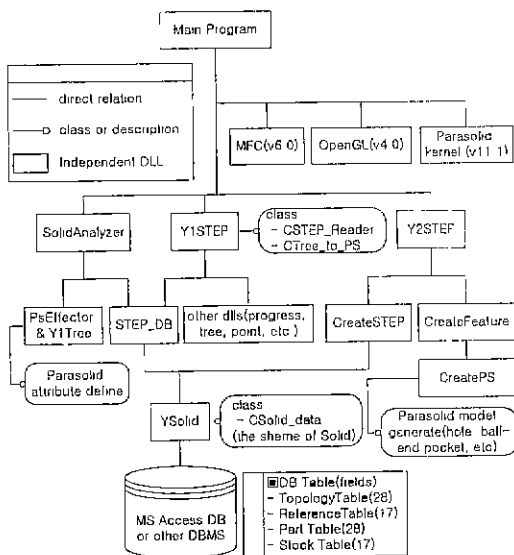 Main Program
direct relation
class or description
Independent DLL
MFC(v6 0)
OpenGL(v4 0)
Parasolid
kernel (v11 1)
SolidAnalyzer
Y1STEP
class
- CSTEP_Reader
- CTree_to_PS
Y2STEP
PsEffector
& Y1Tree
STEP_DB
other dlls(progress,
tree, point, etc )
CreateSTEP
CreateFeature
Parasolid
attribute define
CreatePS
YSolid
class
- CSolid_data
(the sheme of Solid)
Parasolid model
generate(hole ball-
end pocket, etc)
MS Access DB
or other DBMS
DB Table(fields)
- TopologyTable(28)
- ReferenceTable(17)
- Part Table(28)
- Stock Table(17)